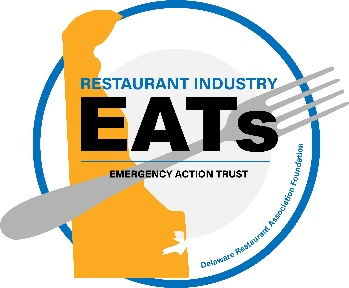 RESTAURANT INDUSTRY
EATs
EMERGENCY ACTION TRUST
Delaware Restaurant Association Foundation